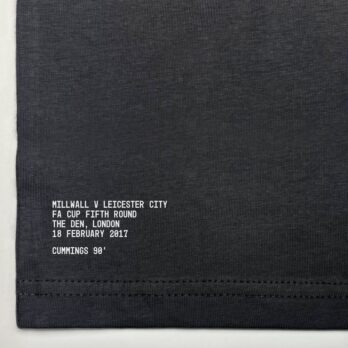 MILLWALL V LEICESTER CITY
FA CUP FIFTH ROUND
THE DEN, LONDON
18 FEBRUARY 2017
CUMMINGS 90'